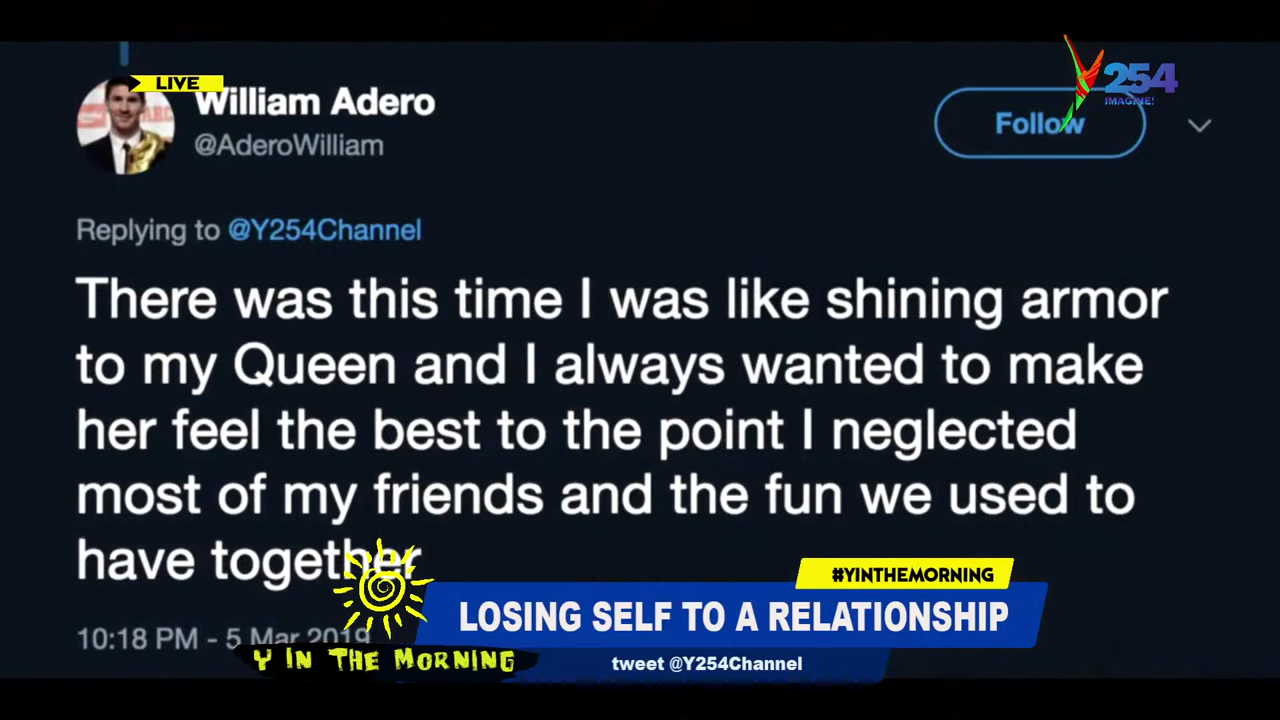 LIVE
Y254
IMAGINE!
William Adero
@AderoWilliam
Follow
Replying to @Y254Channel
There was this time I was like shining armor
to my Queen and I always wanted to make
her feel the best to the point I neglected
most of my friends and the fun we used to
have together
#YINTHEMORNING
LOSING SELF TO A RELATIONSHIP
10:18 PM - 5 Mar 2019
Y IN THE MORNING
tweet @Y254Channel